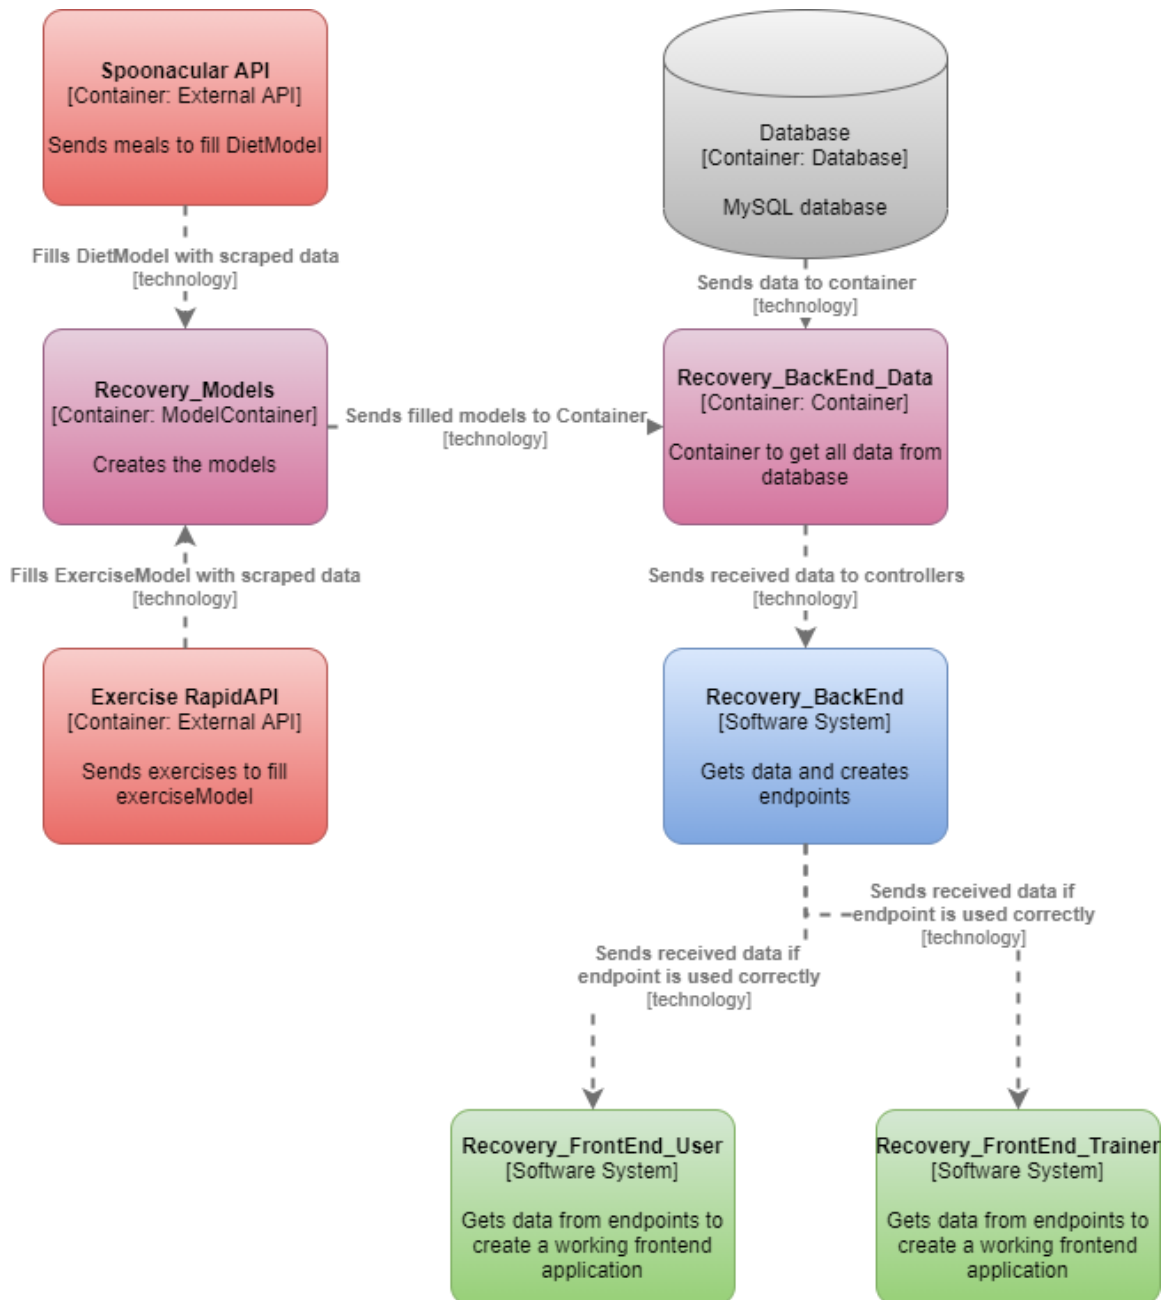 Spoonacular API
[Container: External API]
Sends meals to fill DietModel
Database
[Container: Database]
MySQL database
Fills DietModel with scraped data
[technology]
Sends data to container
[technology]
Recovery_Models
[Container: ModelContainer]
Creates the models
Sends filled models to Container
[technology]
Recovery_BackEnd_Data
[Container: Container]
Container to get all data from
database
Fills ExerciseModel with scraped data
[technology]
Sends received data to controllers
[technology]
Exercise RapidAPI
[Container: External API]
Sends exercises to fill
exerciseModel
Recovery_BackEnd
[Software System]
Gets data and creates
endpoints
Sends received data if
endpoint is used correctly
[technology]
Sends received data if
endpoint is used correctly
[technology]
Recovery_FrontEnd_User
[Software System]
Gets data from endpoints to
create a working frontend
application
Recovery_FrontEnd_Trainer
[Software System]
Gets data from endpoints to
create a working frontend
application